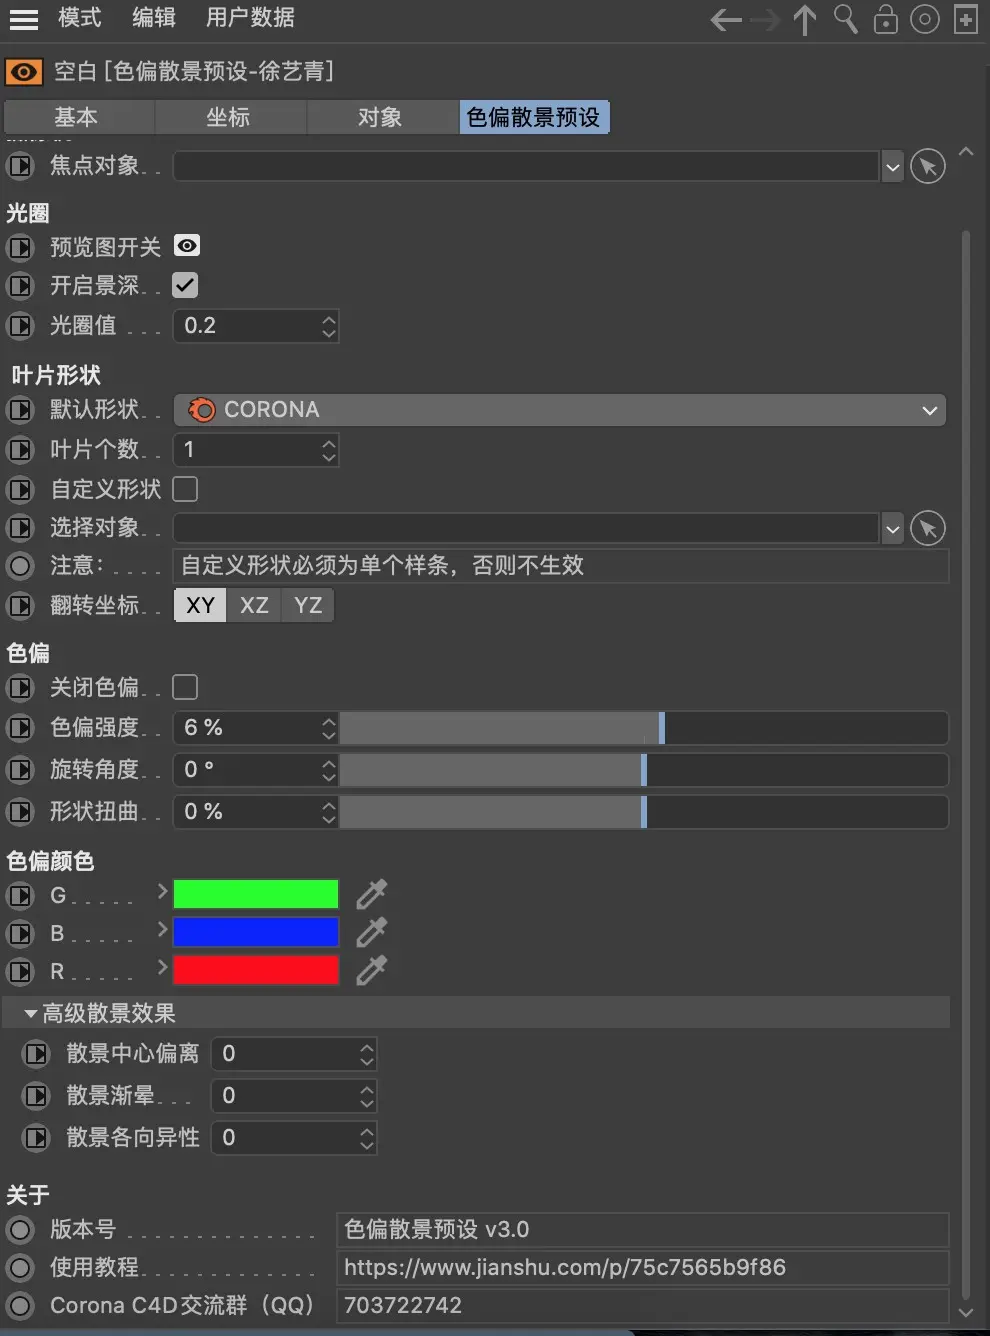 模式 编辑 用户数据
空白 [色偏散景预设-徐艺青]
基本 坐标 对象 色偏散景预设
焦点对象. .
光圈
预览图开关
开启景深. .
光圈值 . . . 0.2
叶片形状
默认形状. . CORONA
叶片个数. . 1
自定义形状
选择对象. .
注意: . . . . 自定义形状必须为单个样条，否则不生效
翻转坐标. . XY XZ YZ
色偏
关闭色偏. .
色偏强度. . 6 %
旋转角度. . 0 °
形状扭曲. . 0 %
色偏颜色
G . . . . . .
B . . . . . .
R . . . . . .
高级散景效果
散景中心偏离 0
散景渐晕. . . 0
散景各向异性 0
关于
版本号 . . . . . . . . . . . . . . 色偏散景预设 v3.0
使用教程. . . . . . . . . . . . . https://www.jianshu.com/p/75c7565b9f86
Corona C4D交流群（QQ） 703722742